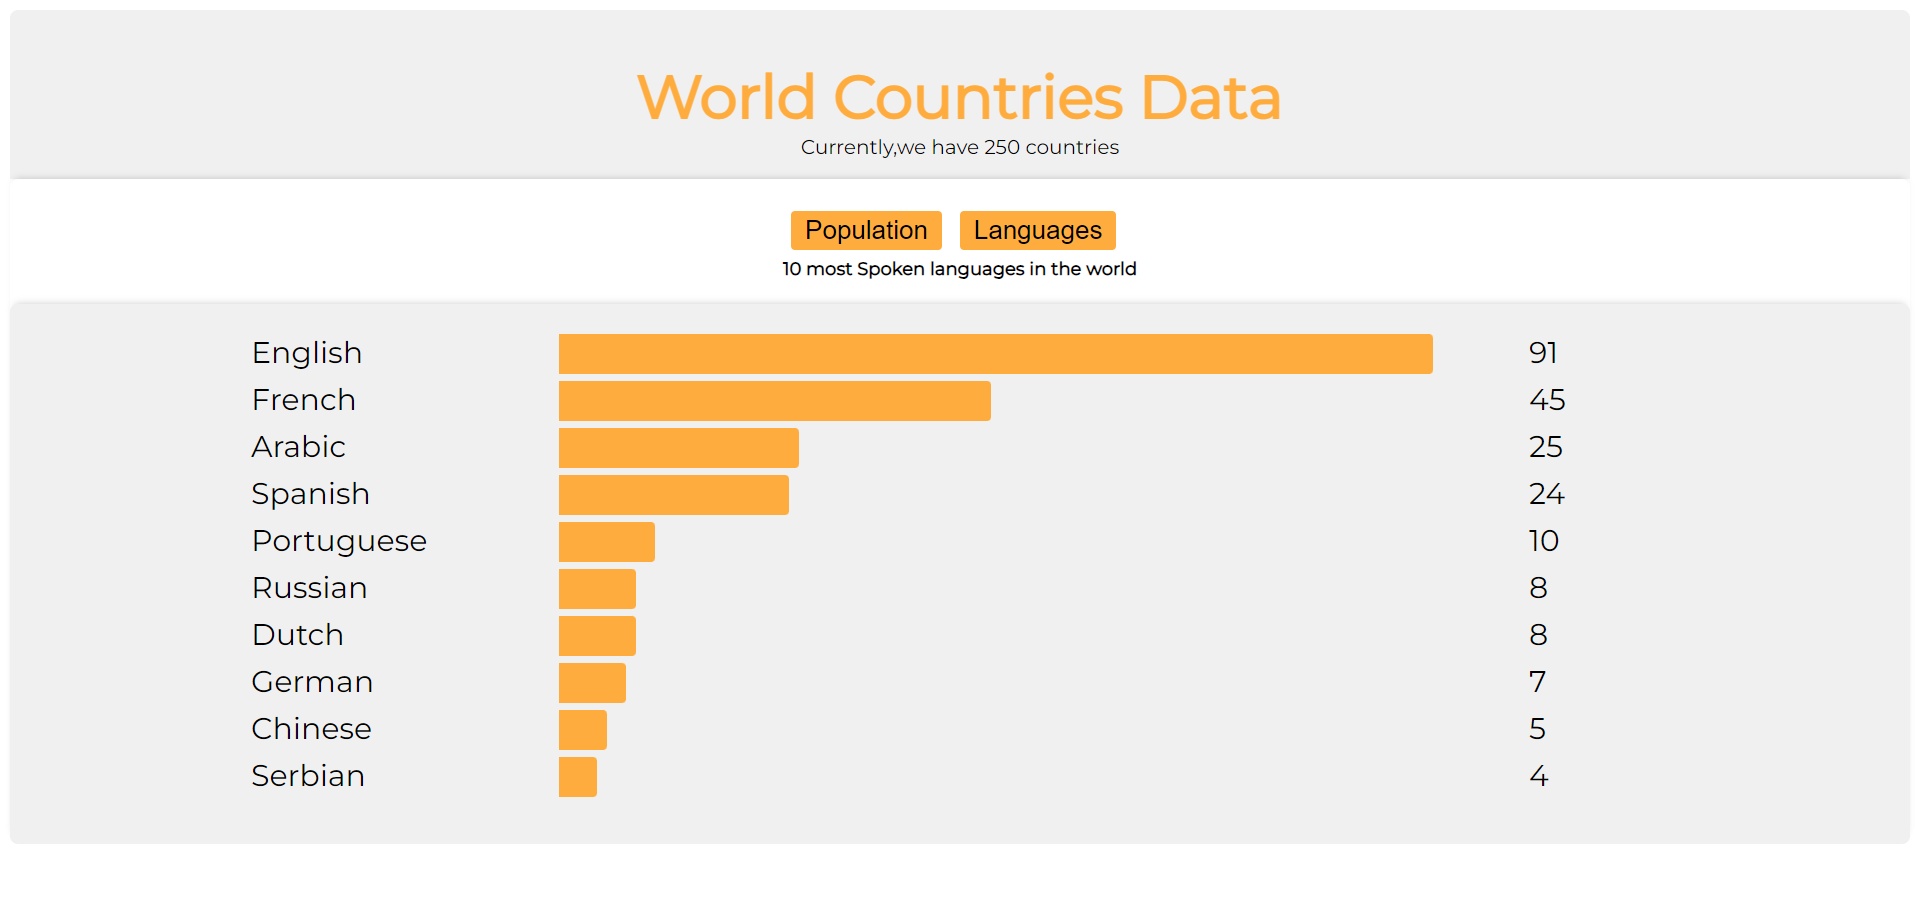 World Countries Data
Currently,we have 250 countries
Population Languages
10 most Spoken languages in the world
English 91
French 45
Arabic 25
Spanish 24
Portuguese 10
Russian 8
Dutch 8
German 7
Chinese 5
Serbian 4